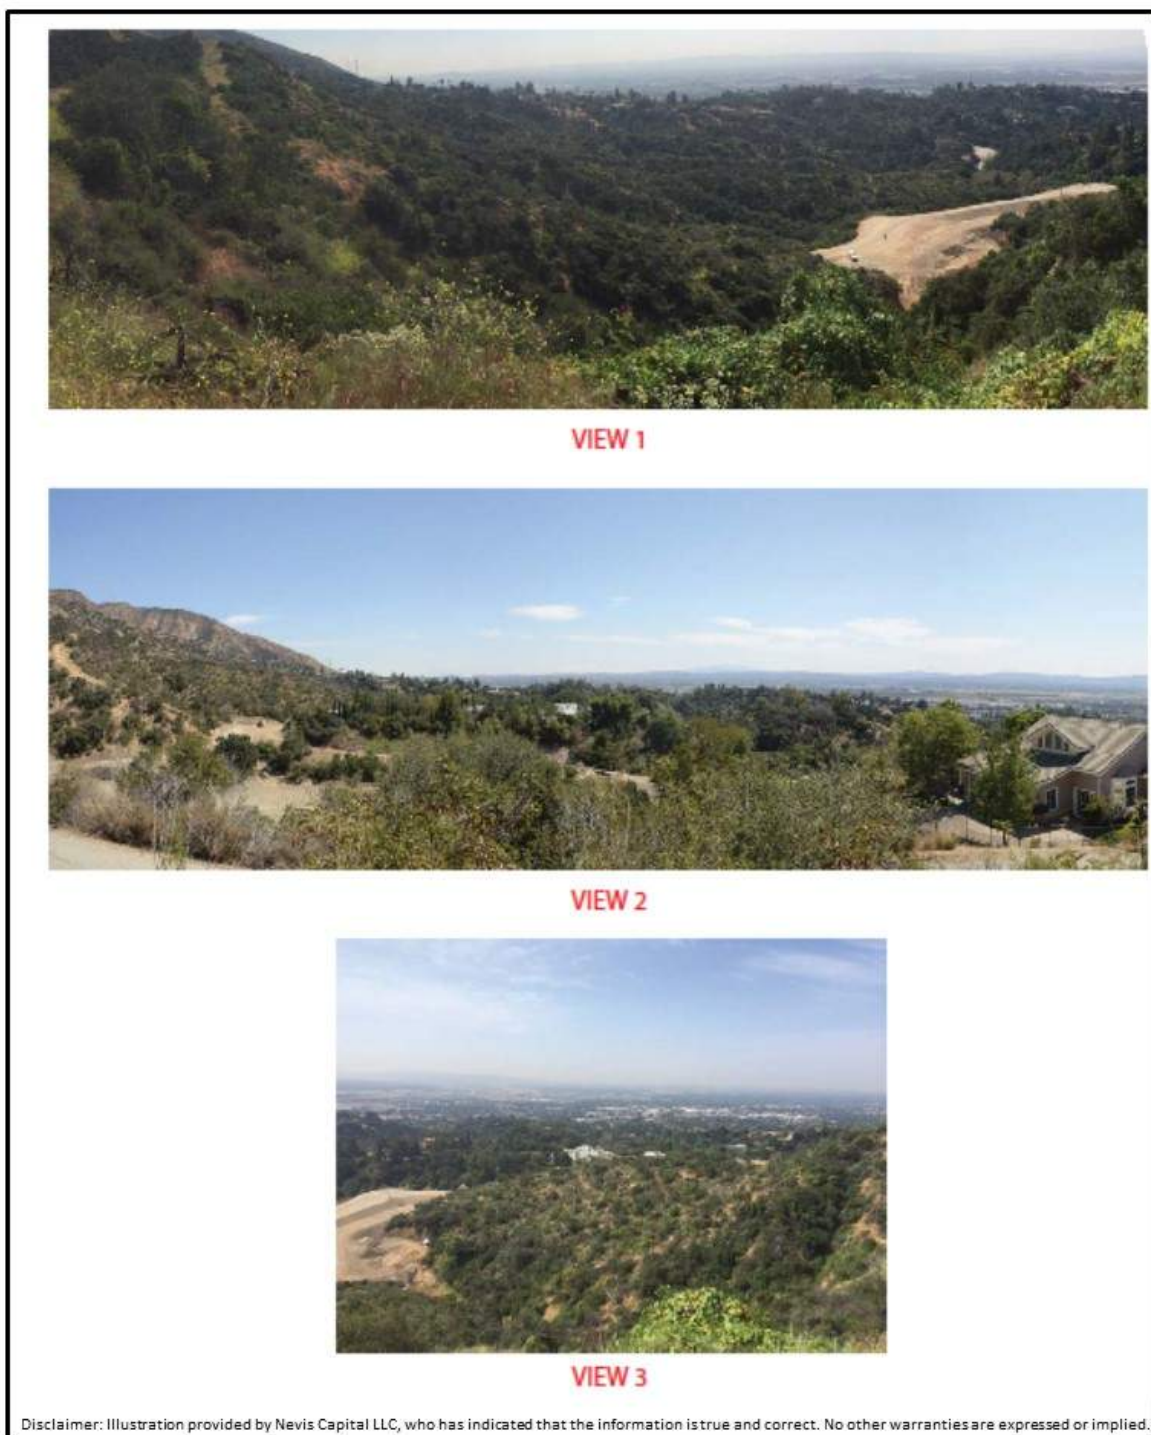 VIEW 1
VIEW 2
VIEW 3
Disclaimer: Illustration provided by Nevis Capital LLC, who has indicated that the information is true and correct. No other warranties are expressed or implied.